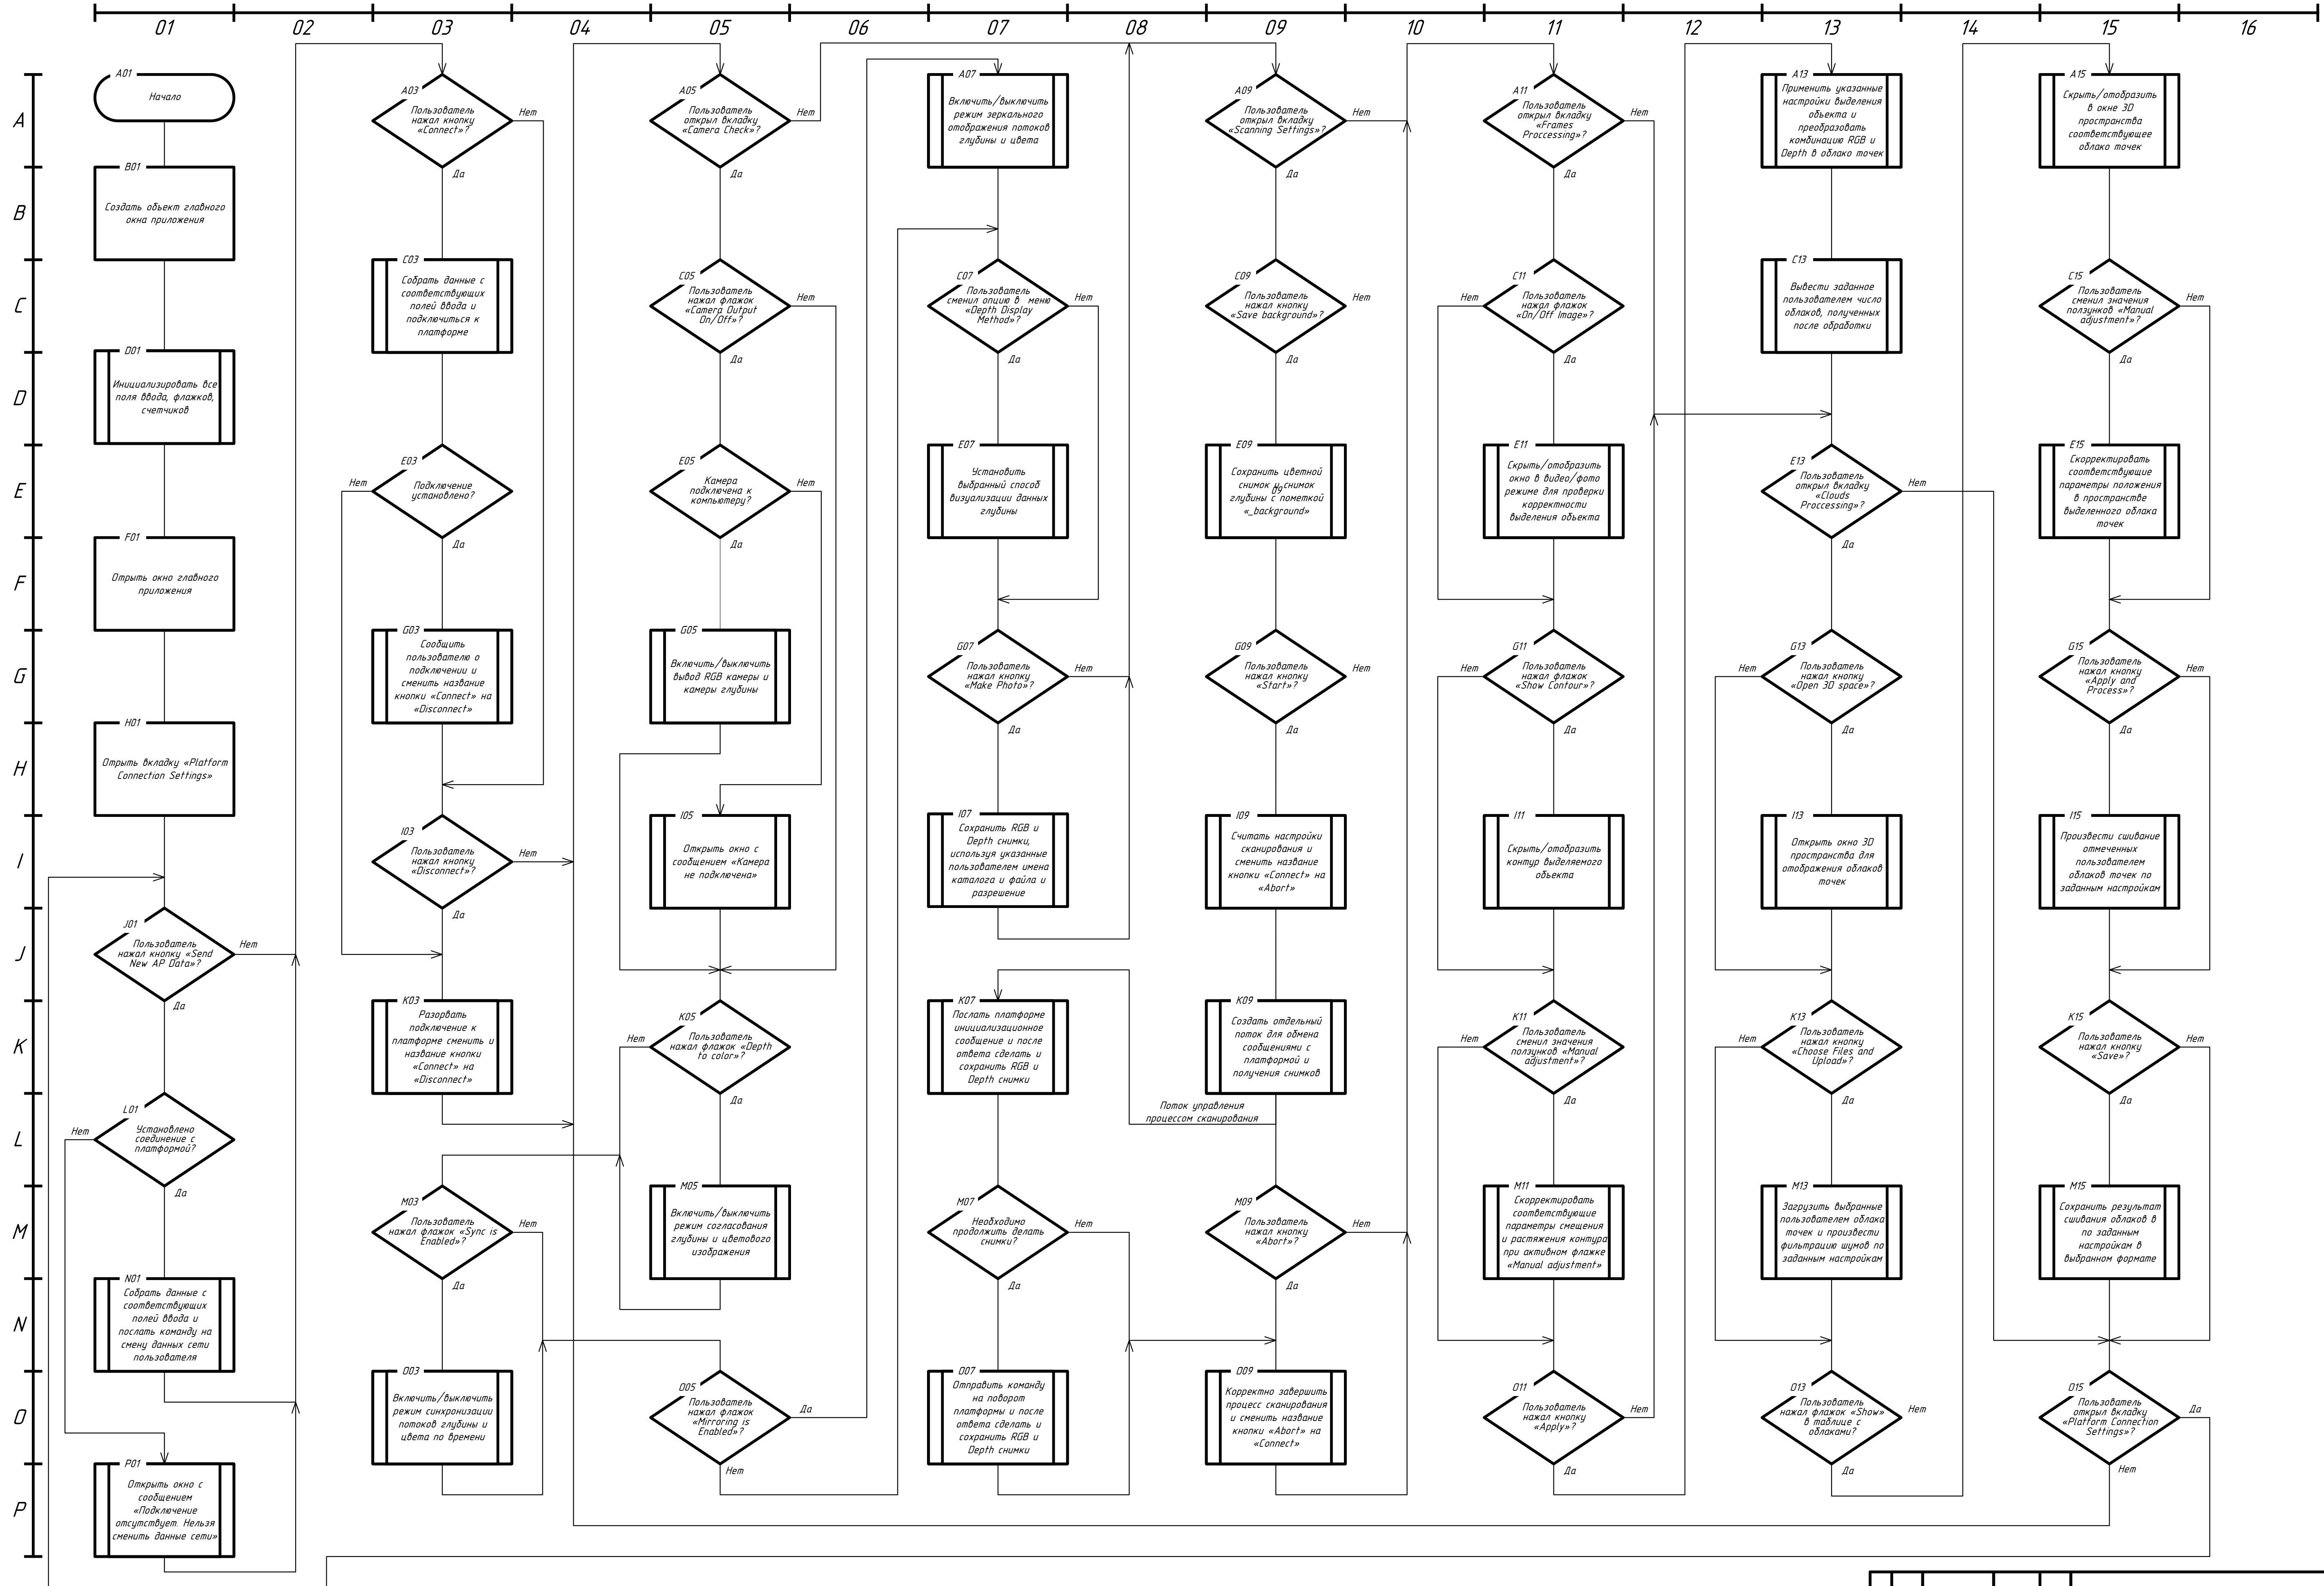 01
02
03
04
05
06
07
08
09
10
11
12
13
14
15
16
A
B
C
D
E
F
G
H
I
J
K
L
M
N
O
P
A01
Начало
B01
Создать объект главного
окна приложения
D01
Инициализировать все
поля ввода, флажков,
счетчиков
F01
Отрыть окно главного
приложения
H01
Отрыть вкладку «Platform
Connection Settings»
J01
Пользователь
нажал кнопку «Send
New AP Data»?
Нет
Да
L01
Установлено
соединение с
платформой?
Нет
Да
N01
Собрать данные с
соответствующих
полей ввода и
послать команду на
смену данных сети
пользователя
P01
Открыть окно с
сообщением
«Подключение
отсутствует. Нельзя
сменить данные сети»
A03
Пользователь
нажал кнопку
«Connect»?
Нет
Да
C03
Собрать данные с
соответствующих
полей ввода и
подключиться к
платформе
E03
Подключение
установлено?
Нет
Да
G03
Сообщить
пользователю о
подключении и
сменить название
кнопки «Connect» на
«Disconnect»
I03
Пользователь
нажал кнопку
«Disconnect»?
Нет
Да
K03
Разорвать
подключение к
платформе сменить и
название кнопки
«Connect» на
«Disconnect»
M03
Пользователь
нажал флажок «Sync is
Enabled»?
Нет
Да
O03
Включить/выключить
режим синхронизации
потоков глубины и
цвета по времени
A05
Пользователь
открыл вкладку
«Camera Check»?
Нет
Да
C05
Пользователь
нажал флажок
«Camera Output
On/Off»?
Нет
Да
E05
Камера
подключена к
компьютеру?
Нет
Да
G05
Включить/выключить
вывод RGB камеры и
камеры глубины
I05
Открыть окно с
сообщением «Камера
не подключена»
K05
Пользователь
нажал флажок «Depth
to color»?
Нет
Да
M05
Включить/выключить
режим согласования
глубины и цветового
изображения
O05
Пользователь
нажал флажок
«Mirroring is
Enabled»?
Да
Нет
A07
Включить/выключить
режим зеркального
отображения потоков
глубины и цвета
C07
Пользователь
сменил опцию в меню
«Depth Display
Method»?
Нет
Да
E07
Установить
выбранный способ
визуализации данных
глубины
G07
Пользователь
нажал кнопку
«Make Photo»?
Нет
Да
I07
Сохранить RGB и
Depth снимки,
используя указанные
пользователем имена
каталога и файла и
разрешение
K07
Послать платформе
инициализационное
сообщение и после
ответа сделать и
сохранить RGB и
Depth снимки
M07
Необходимо
продолжить делать
снимки?
Нет
Да
O07
Отправить команду
на поворот
платформы и после
ответа сделать и
сохранить RGB и
Depth снимки
A09
Пользователь
открыл вкладку
«Scanning Settings»?
Нет
Да
C09
Пользователь
нажал кнопку
«Save background»?
Нет
Да
E09
Сохранить цветной
снимок и снимок
09
глубины с пометкой
«_background»
G09
Пользователь
нажал кнопку
«Start»?
Нет
Да
I09
Считать настройки
сканирования и
сменить название
кнопки «Connect» на
«Abort»
K09
Создать отдельный
поток для обмена
сообщениями с
платформой и
получения снимков
Поток управления
процессом сканирования
M09
Пользователь
нажал кнопку
«Abort»?
Нет
Да
O09
Корректно завершить
процесс сканирования
и сменить название
кнопки «Abort» на
«Connect»
A11
Пользователь
открыл вкладку
«Frames
Proccessing»?
Нет
Да
C11
Пользователь
нажал флажок
«On/Off Image»?
Нет
Да
E11
Скрыть/отобразить
окно в видео/фото
режиме для проверки
корректности
выделения объекта
G11
Пользователь
нажал флажок
«Show Contour»?
Нет
Да
I11
Скрыть/отобразить
контур выделяемого
объекта
K11
Пользователь
сменил значения
ползунков «Manual
adjustment»?
Нет
Да
M11
Скорректировать
соответствующие
параметры смещения
и растяжения контура
при активном флажке
«Manual adjustment»
O11
Пользователь
нажал кнопку
«Apply»?
Нет
Да
A13
Применить указанные
настройки выделения
объекта и
преобразовать
комбинацию RGB и
Depth в облако точек
C13
Вывести заданное
пользователем число
облаков, полученных
после обработки
E13
Пользователь
открыл вкладку
«Clouds
Proccessing»?
Нет
Да
G13
Пользователь
нажал кнопку
«Open 3D space»?
Нет
Да
I13
Открыть окно 3D
пространства для
отображения облаков
точек
K13
Пользователь
нажал кнопку
«Choose Files and
Upload»?
Нет
Да
M13
Загрузить выбранные
пользователем облака
точек и произвести
фильтрацию шумов по
заданным настройкам
O13
Пользователь
нажал флажок «Show»
в таблице с
облаками?
Нет
Да
A15
Скрыть/отобразить
в окне 3D
пространства
соответствующее
облако точек
C15
Пользователь
сменил значения
ползунков «Manual
adjustment»?
Нет
Да
E15
Скорректировать
соответствующие
параметры положения
в пространстве
выделенного облака
точек
G15
Пользователь
нажал кнопку
«Apply and
Process»?
Нет
Да
I15
Произвести сшивание
отмеченных
пользователем
облаков точек по
заданным настройкам
K15
Пользователь
нажал кнопку
«Save»?
Нет
Да
M15
Сохранить результат
сшивания облаков в
по заданным
настройкам в
выбранном формате
O15
Пользователь
открыл вкладку
«Platform Connection
Settings»?
Да
Нет